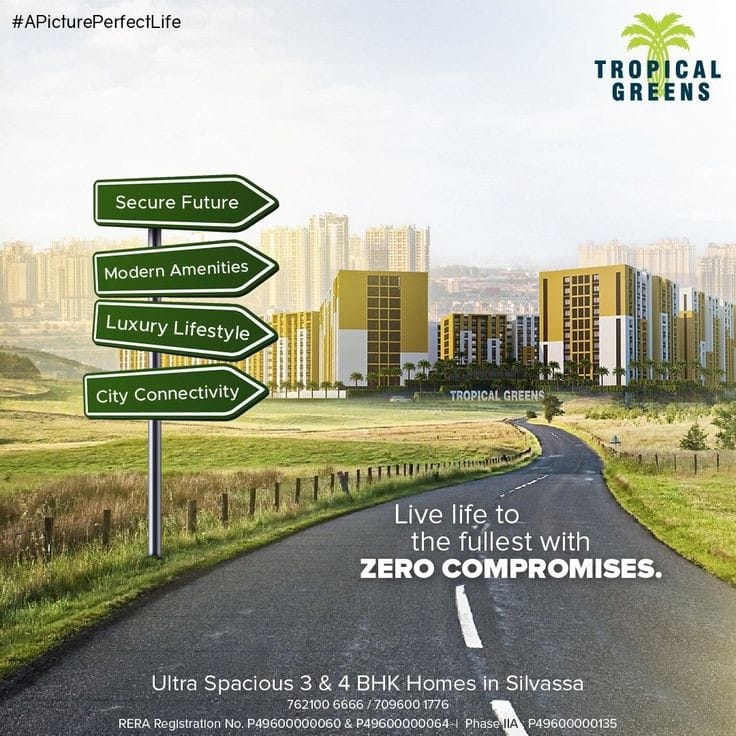 #APicturePerfectLife
TROPICAL
GREENS
Secure Future
Modern Amenities
Luxury Lifestyle
City Connectivity
TROPICAL GREENS
Live life to
the fullest with
ZERO COMPROMISES.
Ultra Spacious 3 & 4 BHK Homes in Silvassa
762100 6666 / 709600 1776
RERA Registration No. P49600000060 & P49600000064 | Phase IIA : P49600000135